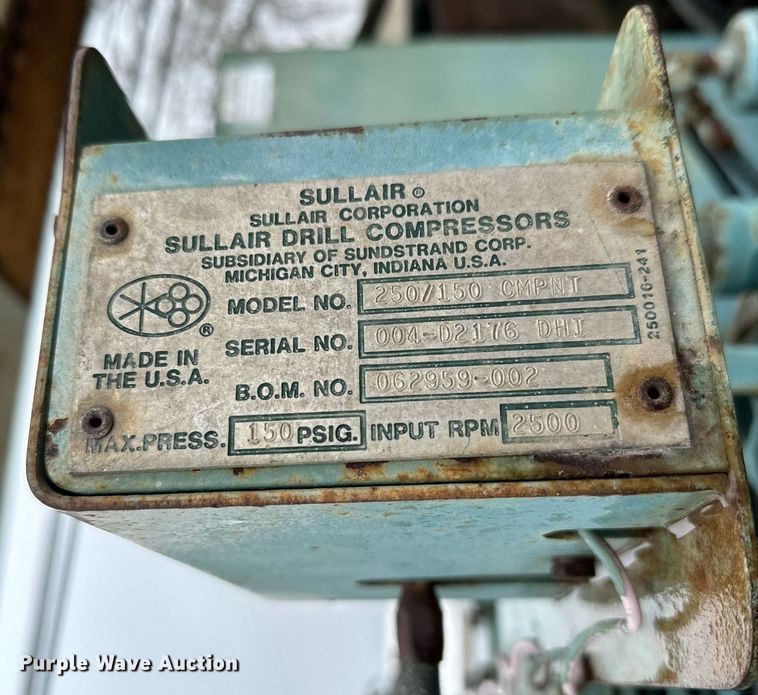 SULLAIR ®
SULLAIR CORPORATION
SULLAIR DRILL COMPRESSORS
SUBSIDIARY OF SUNDSTRAND CORP.
MICHIGAN CITY, INDIANA U.S.A.
MODEL NO. 250/150 CMPNT
SERIAL NO. 004-D2176 DHJ
B.O.M. NO. 062959-002
MAX.PRESS. 150 PSIG. INPUT RPM 2500
®
MADE IN
THE U.S.A.
250016-241
Purple Wave Auction